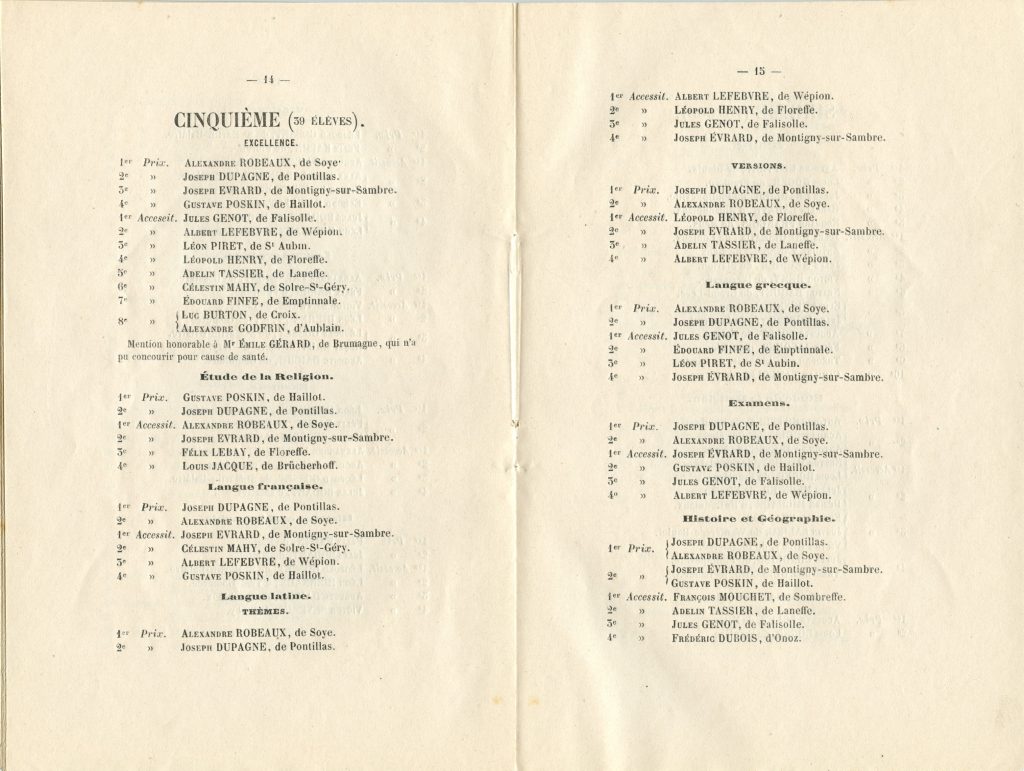 — 14 —
CINQUIÈME (39 ÉLÈVES).
EXCELLENCE.
1er Prix. ALEXANDRE ROBEAUX, de Soye
2e » JOSEPH DUPAGNE, de Pontillas.
3e » JOSEPH EVRARD, de Montigny-sur-Sambre.
4e » GUSTAVE POSKIN, de Haillot.
1er Acceseit. JULES GENOT, de Falisolle.
2e » ALBERT LEFEBVRE, de Wépion.
3e » LÉON PIRET, de St Aubin.
4e » LÉOPOLD HENRY, de Floreffe.
5e » ADELIN TASSIER, de Laneffe.
6e » CÉLESTIN MAHY, de Solre-St-Géry.
7e » ÉDOUARD FINFE, de Emptinnale.
8e » { LUC BURTON, de Croix.
ALEXANDRE GODFRIN, d'Aublain.
Mention honorable à Mr ÉMILE GÉRARD, de Brumagne, qui n'a
pu concourir pour cause de santé.
Étude de la Religion.
1er Prix. GUSTAVE POSKIN, de Haillot.
2e » JOSEPH DUPAGNE, de Pontillas.
1er Accessit. ALEXANDRE ROBEAUX, de Soye.
2e » JOSEPH EVRARD, de Montigny-sur-Sambre.
3e » FÉLIX LEBAY, de Floreffe.
4e » LOUIS JACQUE, de Brücherhoff.
Langue française.
1er Prix. JOSEPH DUPAGNE, de Pontillas.
2e » ALEXANDRE ROBEAUX, de Soye.
1er Accessit. JOSEPH EVRARD, de Montigny-sur-Sambre.
2e » CÉLESTIN MAHY, de Solre-St-Géry.
3e » ALBERT LEFEBVRE, de Wépion.
4e » GUSTAVE POSKIN, de Haillot.
Langue latine.
THÈMES.
1er Prix. ALEXANDRE ROBEAUX, de Soye.
2e » JOSEPH DUPAGNE, de Pontillas.
— 15 —
1er Accessit. ALBERT LEFEBVRE, de Wépion.
2e » LÉOPOLD HENRY, de Floreffe.
3e » JULES GENOT, de Falisolle.
4e » JOSEPH ÉVRARD, de Montigny-sur-Sambre.
VERSIONS.
1er Prix. JOSEPH DUPAGNE, de Pontillas.
2e » ALEXANDRE ROBEAUX, de Soye.
1er Accessit. LÉOPOLD HENRY, de Floreffe.
2e » JOSEPH EVRARD, de Montigny-sur-Sambre.
3e » ADELIN TASSIER, de Laneffe.
4e » ALBERT LEFEBVRE, de Wépion.
Langue grecque.
1er Prix. ALEXANDRE ROBEAUX, de Soye.
2e » JOSEPH DUPAGNE, de Pontillas.
1er Accessit. JULES GENOT, de Falisolle.
2e » ÉDOUARD FINFE, de Emptinnale.
3e » LÉON PIRET, de St Aubin.
4e » JOSEPH ÉVRARD, de Montigny-sur-Sambre.
Examens.
1er Prix. JOSEPH DUPAGNE, de Pontillas.
2e » ALEXANDRE ROBEAUX, de Soye.
1er Accessit. JOSEPH ÉVRARD, de Montigny-sur-Sambre.
2e » GUSTAVE POSKIN, de Haillot.
3e » JULES GENOT, de Falisolle.
4e » ALBERT LEFEBVRE, de Wépion.
Histoire et Géographie.
1er Prix. { JOSEPH DUPAGNE, de Pontillas.
ALEXANDRE ROBEAUX, de Soye.
2e » { JOSEPH ÉVRARD, de Montigny-sur-Sambre.
GUSTAVE POSKIN, de Haillot.
1er Accessit. FRANÇOIS MOUCHET, de Sombreffe.
2e » ADELIN TASSIER, de Laneffe.
3e » JULES GENOT, de Falisolle.
4e » FRÉDÉRIC DUBOIS, d'Onoz.